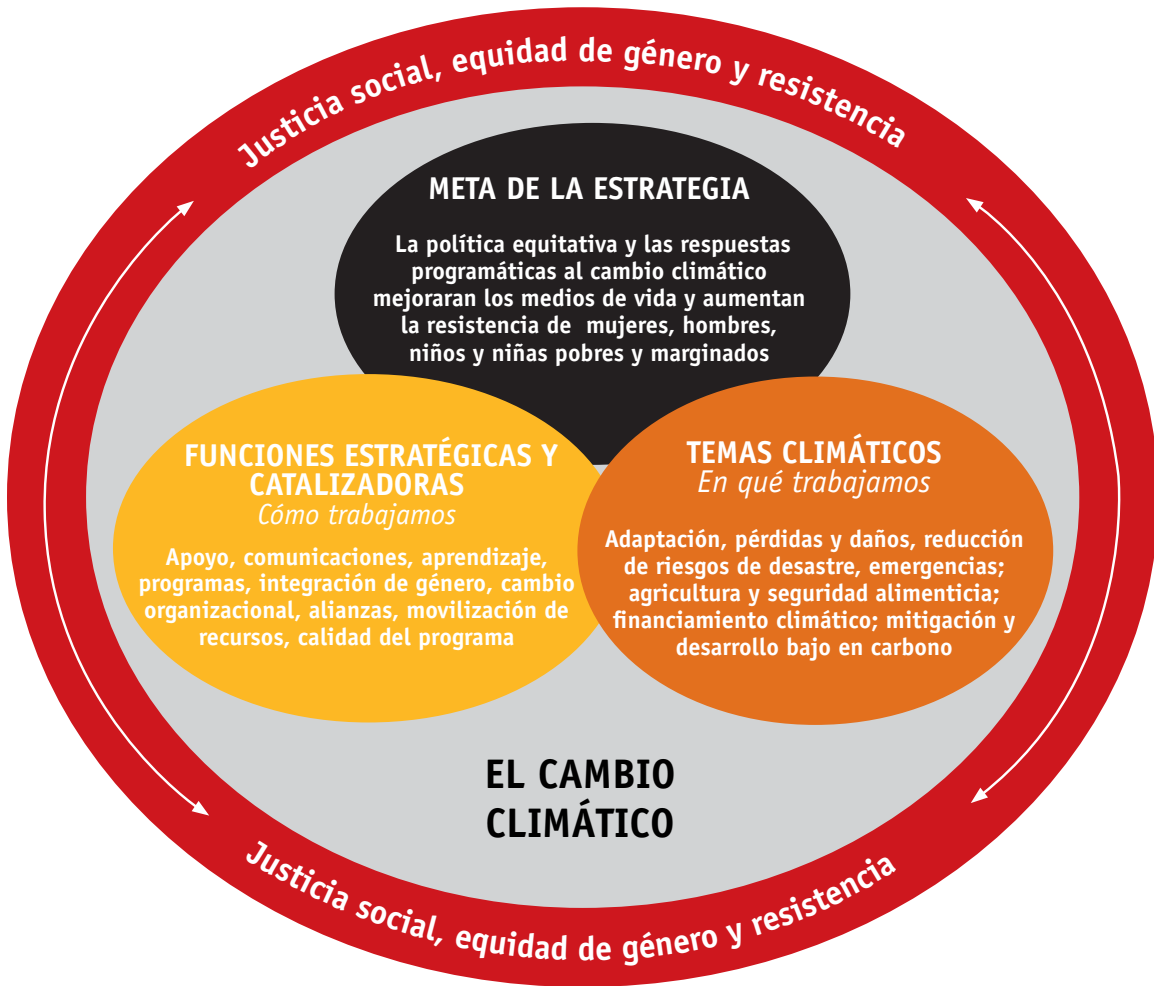 Justicia social, equidad de género y resistencia
META DE LA ESTRATEGIA
La política equitativa y las respuestas
programáticas al cambio climático
mejoraran los medios de vida y aumentan
la resistencia de mujeres, hombres,
niños y niñas pobres y marginados
FUNCIONES ESTRATÉGICAS Y
CATALIZADORAS
Cómo trabajamos
Apoyo, comunicaciones, aprendizaje,
programas, integración de género, cambio
organizacional, alianzas, movilización de
recursos, calidad del programa
TEMAS CLIMÁTICOS
En qué trabajamos
Adaptación, pérdidas y daños, reducción
de riesgos de desastre, emergencias;
agricultura y seguridad alimenticia;
financiamiento climático; mitigación y
desarrollo bajo en carbono
EL CAMBIO
CLIMÁTICO
Justicia social, equidad de género y resistencia